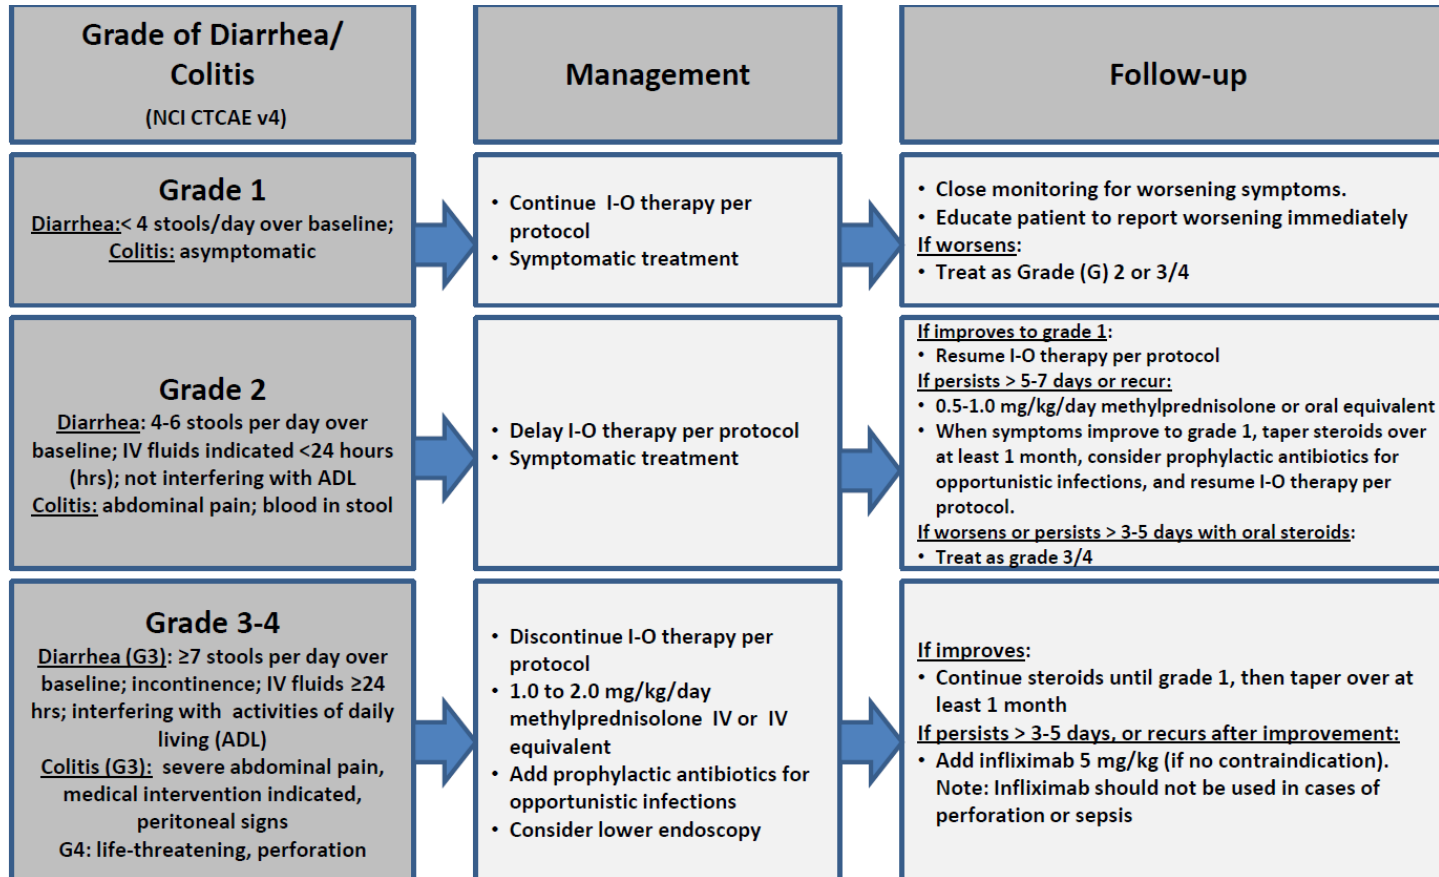 Grade of Diarrhea/
Colitis
(NCI CTCAE v4)
Management
Follow-up
Grade 1
Diarrhea:< 4 stools/day over baseline;
Colitis: asymptomatic
• Continue I-O therapy per
protocol
• Symptomatic treatment
• Close monitoring for worsening symptoms.
• Educate patient to report worsening immediately
If worsens:
• Treat as Grade (G) 2 or 3/4
Grade 2
Diarrhea: 4-6 stools per day over
baseline; IV fluids indicated <24 hours
(hrs); not interfering with ADL
Colitis: abdominal pain; blood in stool
• Delay I-O therapy per protocol
• Symptomatic treatment
If improves to grade 1:
• Resume I-O therapy per protocol
If persists > 5-7 days or recur:
• 0.5-1.0 mg/kg/day methylprednisolone or oral equivalent
• When symptoms improve to grade 1, taper steroids over
at least 1 month, consider prophylactic antibiotics for
opportunistic infections, and resume I-O therapy per
protocol.
If worsens or persists > 3-5 days with oral steroids:
• Treat as grade 3/4
Grade 3-4
Diarrhea (G3): ≥7 stools per day over
baseline; incontinence; IV fluids ≥24
hrs; interfering with activities of daily
living (ADL)
Colitis (G3): severe abdominal pain,
medical intervention indicated,
peritoneal signs
G4: life-threatening, perforation
• Discontinue I-O therapy per
protocol
• 1.0 to 2.0 mg/kg/day
methylprednisolone IV or IV
equivalent
• Add prophylactic antibiotics for
opportunistic infections
• Consider lower endoscopy
If improves:
• Continue steroids until grade 1, then taper over at
least 1 month
If persists > 3-5 days, or recurs after improvement:
• Add infliximab 5 mg/kg (if no contraindication).
Note: Infliximab should not be used in cases of
perforation or sepsis